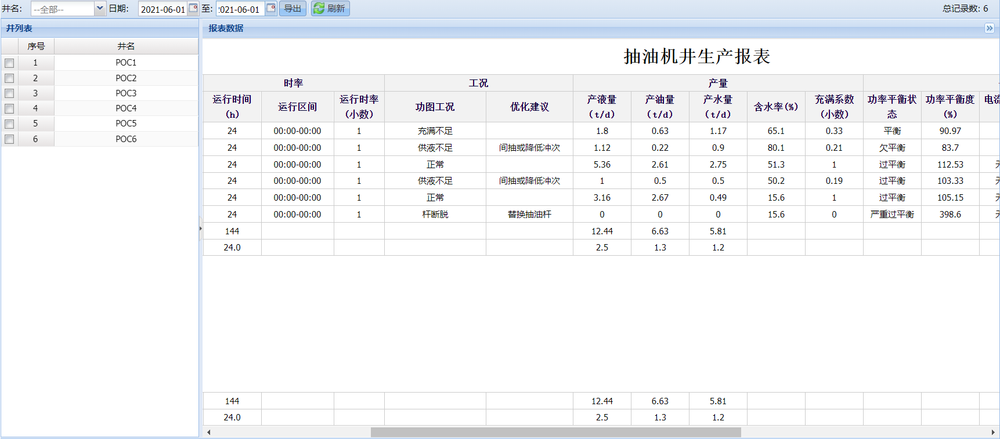 井名: --全部-- 日期: 2021-06-01 至: 2021-06-01 导出 刷新 总记录数: 6
井列表
序号 井名
1 POC1
2 POC2
3 POC3
4 POC4
5 POC5
6 POC6
报表数据
抽油机井生产报表
时率 工况 产量
运行时间(h) 运行区间 运行时率(小数) 功图工况 优化建议 产液量(t/d) 产油量(t/d) 产水量(t/d) 含水率(%) 充满系数(小数) 功率平衡状态 功率平衡度(%) 电流
24 00:00-00:00 1 充满不足 1.8 0.63 1.17 65.1 0.33 平衡 90.97
24 00:00-00:00 1 供液不足 间抽或降低冲次 1.12 0.22 0.9 80.1 0.21 欠平衡 83.7
24 00:00-00:00 1 正常 5.36 2.61 2.75 51.3 1 过平衡 112.53
24 00:00-00:00 1 供液不足 间抽或降低冲次 1 0.5 0.5 50.2 0.19 过平衡 103.33
24 00:00-00:00 1 正常 3.16 2.67 0.49 15.6 1 过平衡 105.15
24 00:00-00:00 1 杆断脱 替换抽油杆 0 0 0 15.6 0 严重过平衡 398.6
144 12.44 6.63 5.81
24.0 2.5 1.3 1.2
144 12.44 6.63 5.81
24.0 2.5 1.3 1.2